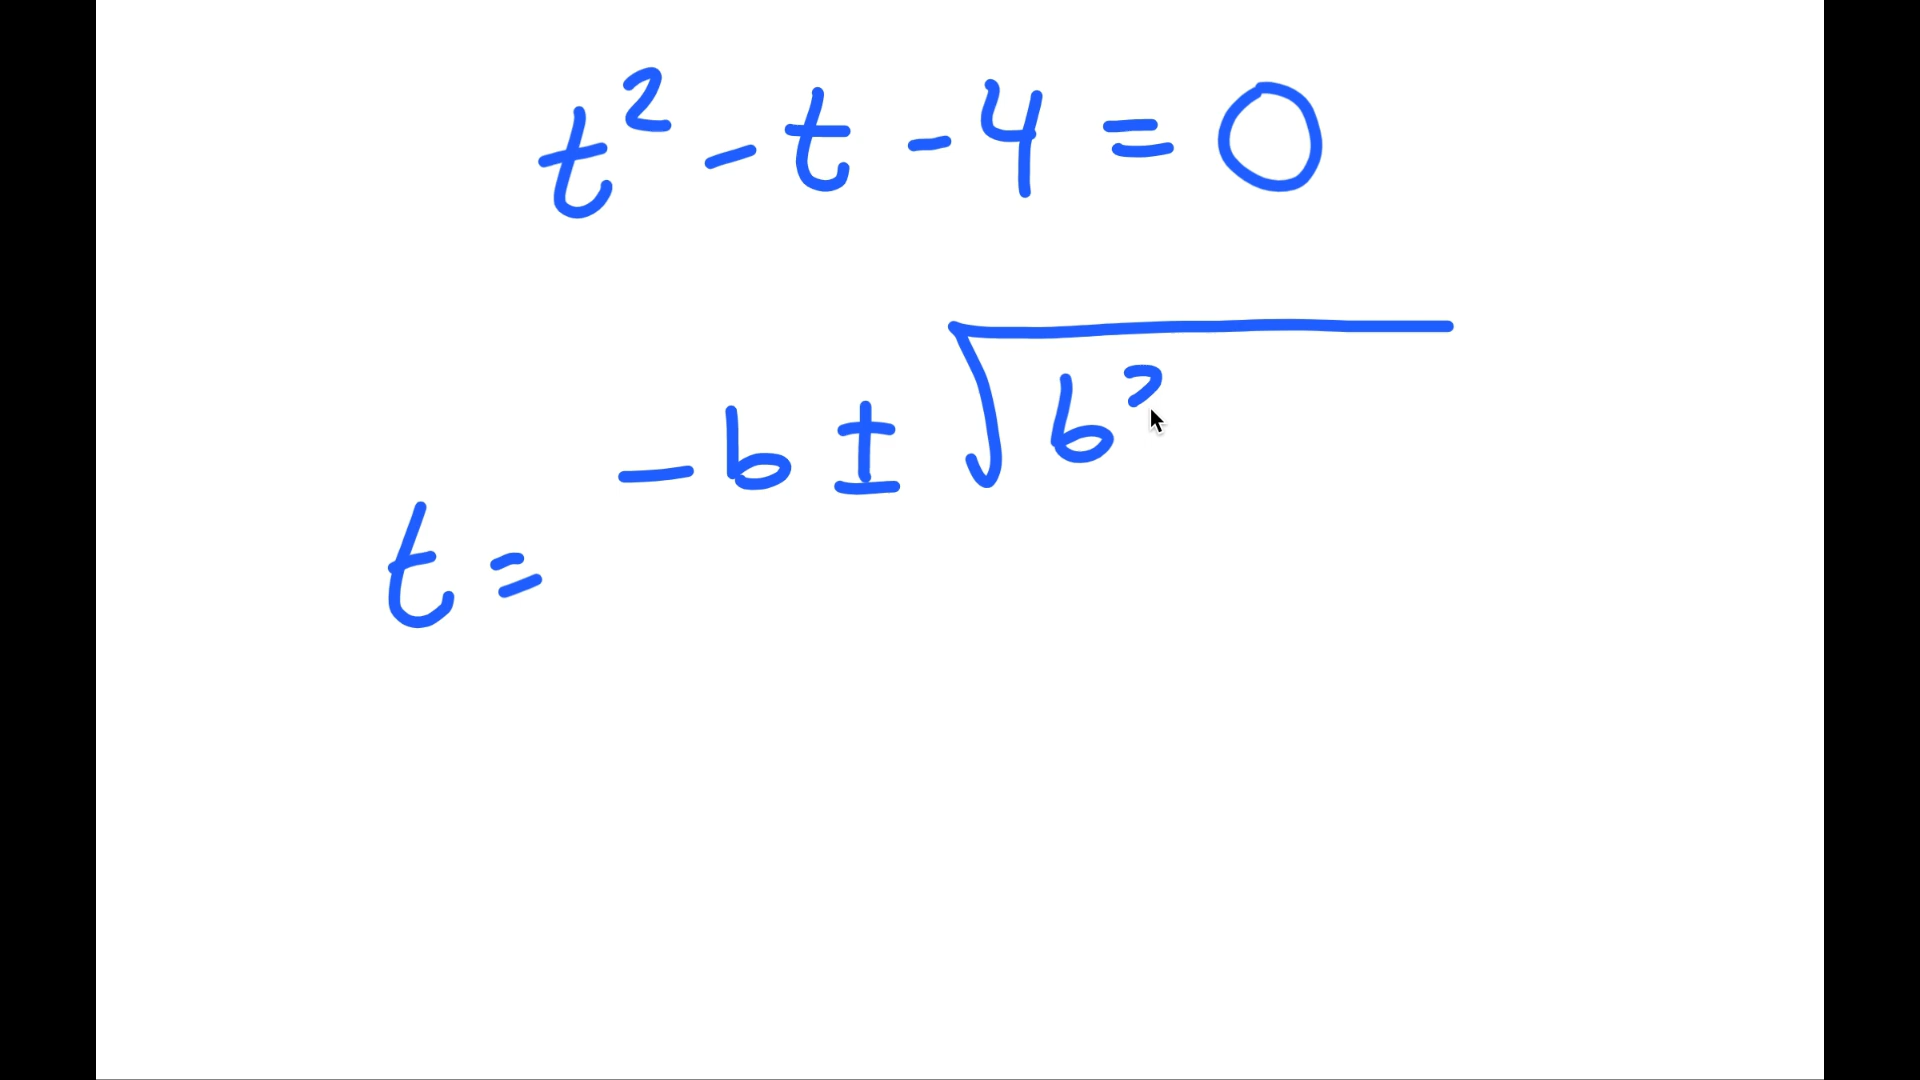 t² - t - 4 = 0
t = -b ± √b²